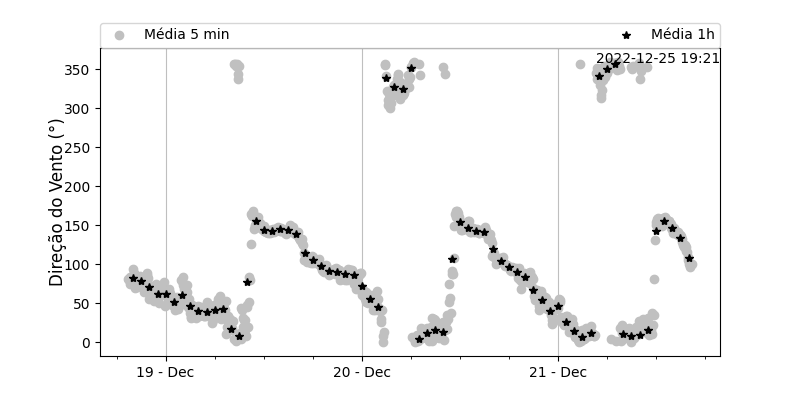 Média 5 min
Média 1h
2022-12-25 19:21
Direção do Vento (°)
350
300
250
200
150
100
50
0
19 - Dec
20 - Dec
21 - Dec